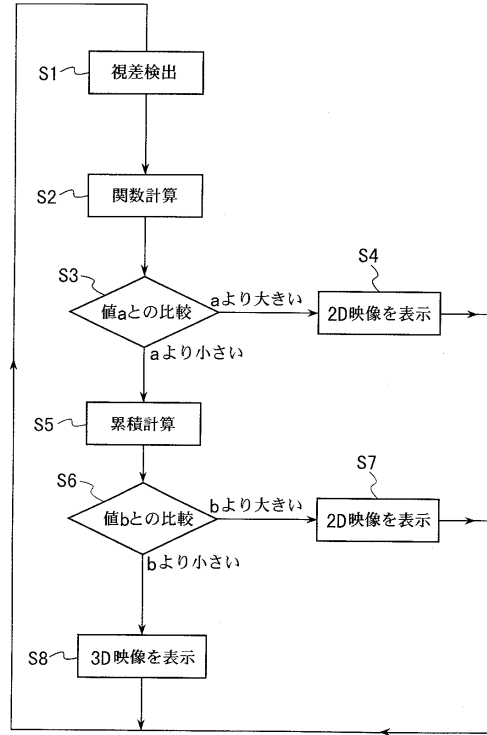 S1
視差検出
S2
関数計算
S3
値aとの比較
aより大きい
S4
2D映像を表示
aより小さい
S5
累積計算
S6
値bとの比較
bより大きい
S7
2D映像を表示
bより小さい
S8
3D映像を表示